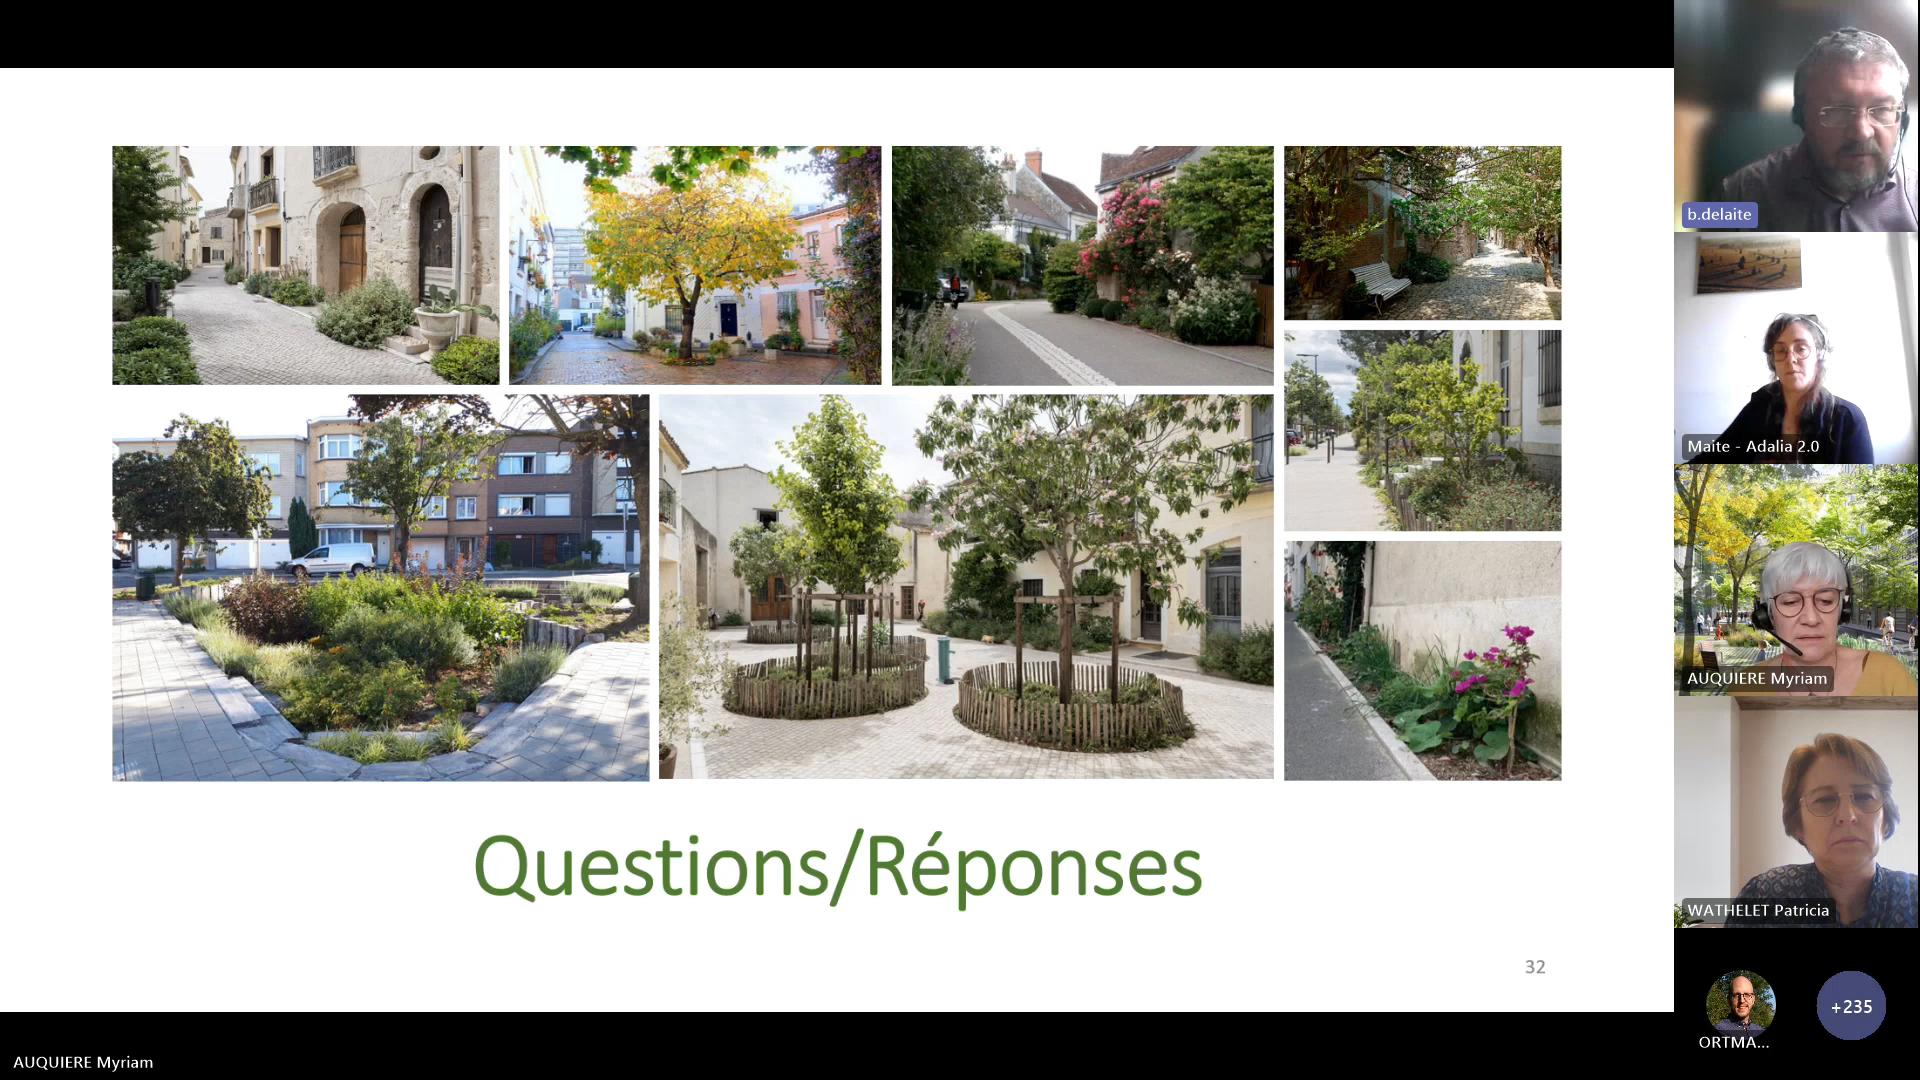 Questions/Réponses
32
AUQUIERE Myriam
b.delaite
Maite - Adalia 2.0
AUQUIERE Myriam
WATHELET Patricia
ORTMA...
+235